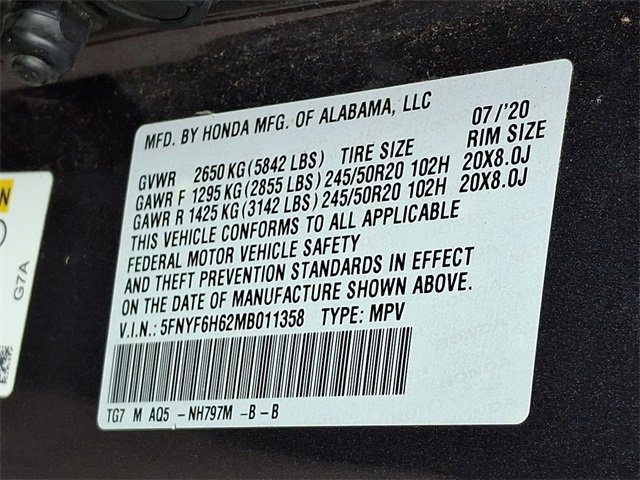 MFD. BY HONDA MFG. OF ALABAMA, LLC 07/'20
GVWR 2650 KG (5842 LBS) TIRE SIZE RIM SIZE
GAWR F 1295 KG (2855 LBS) 245/50R20 102H 20X8.0J
GAWR R 1425 KG (3142 LBS) 245/50R20 102H 20X8.0J
THIS VEHICLE CONFORMS TO ALL APPLICABLE
FEDERAL MOTOR VEHICLE SAFETY
AND THEFT PREVENTION STANDARDS IN EFFECT
ON THE DATE OF MANUFACTURE SHOWN ABOVE.
V.I.N.: 5FNYF6H62MB011358 TYPE: MPV
TG7 M AQ5 -NH797M -B-B
G7A